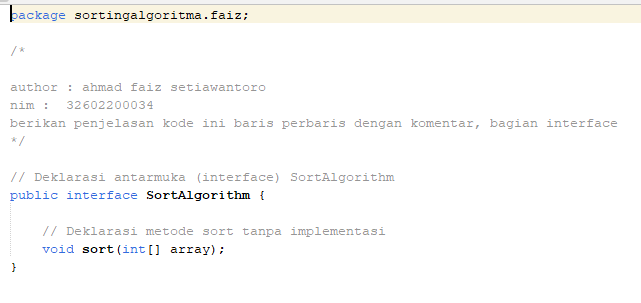 package sortingalgoritma.faiz;
/*
author : ahmad faiz setiawantoro
nim :  32602200034
berikan penjelasan kode ini baris perbaris dengan komentar, bagian interface
*/
// Deklarasi antarmuka (interface) SortAlgorithm
public interface SortAlgorithm {
    // Deklarasi metode sort tanpa implementasi
    void sort(int[] array);
}